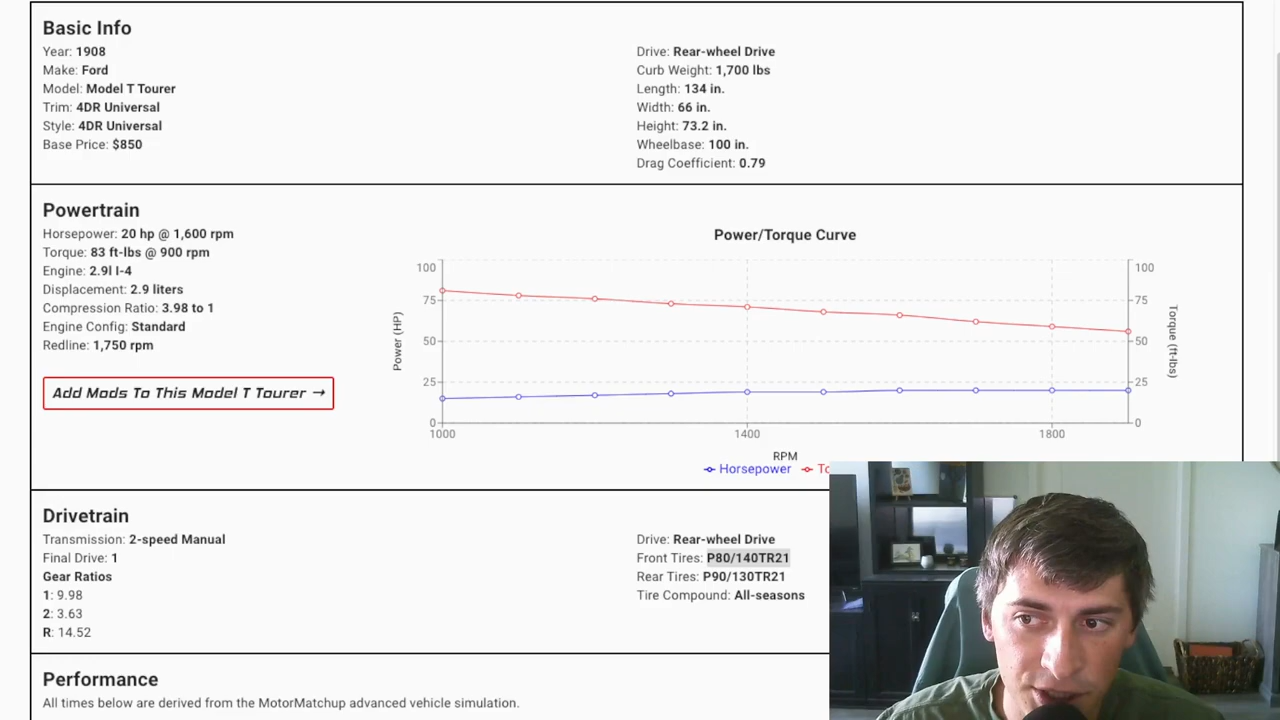 Basic Info
Year: 1908
Make: Ford
Model: Model T Tourer
Trim: 4DR Universal
Style: 4DR Universal
Base Price: $850
Drive: Rear-wheel Drive
Curb Weight: 1,700 lbs
Length: 134 in.
Width: 66 in.
Height: 73.2 in.
Wheelbase: 100 in.
Drag Coefficient: 0.79
Powertrain
Horsepower: 20 hp @ 1,600 rpm
Torque: 83 ft-lbs @ 900 rpm
Engine: 2.9l I-4
Displacement: 2.9 liters
Compression Ratio: 3.98 to 1
Engine Config: Standard
Redline: 1,750 rpm
Add Mods To This Model T Tourer →
Power/Torque Curve
100
75
50
25
0
Power (HP)
100
75
50
25
0
Torque (ft-lbs)
1000
1400
1800
RPM
Horsepower
To
Drivetrain
Transmission: 2-speed Manual
Final Drive: 1
Gear Ratios
1: 9.98
2: 3.63
R: 14.52
Drive: Rear-wheel Drive
Front Tires: P80/140TR21
Rear Tires: P90/130TR21
Tire Compound: All-seasons
Performance
All times below are derived from the MotorMatchup advanced vehicle simulation.